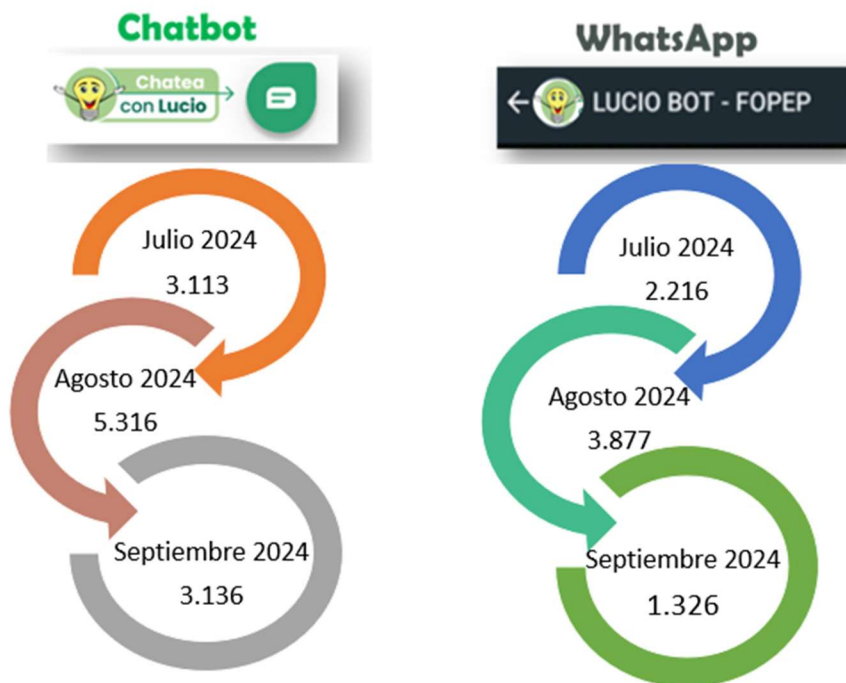 Chatbot
Chatea
con Lucio
Julio 2024
3.113
Agosto 2024
5.316
Septiembre 2024
3.136
WhatsApp
LUCIO BOT - FOPEP
Julio 2024
2.216
Agosto 2024
3.877
Septiembre 2024
1.326